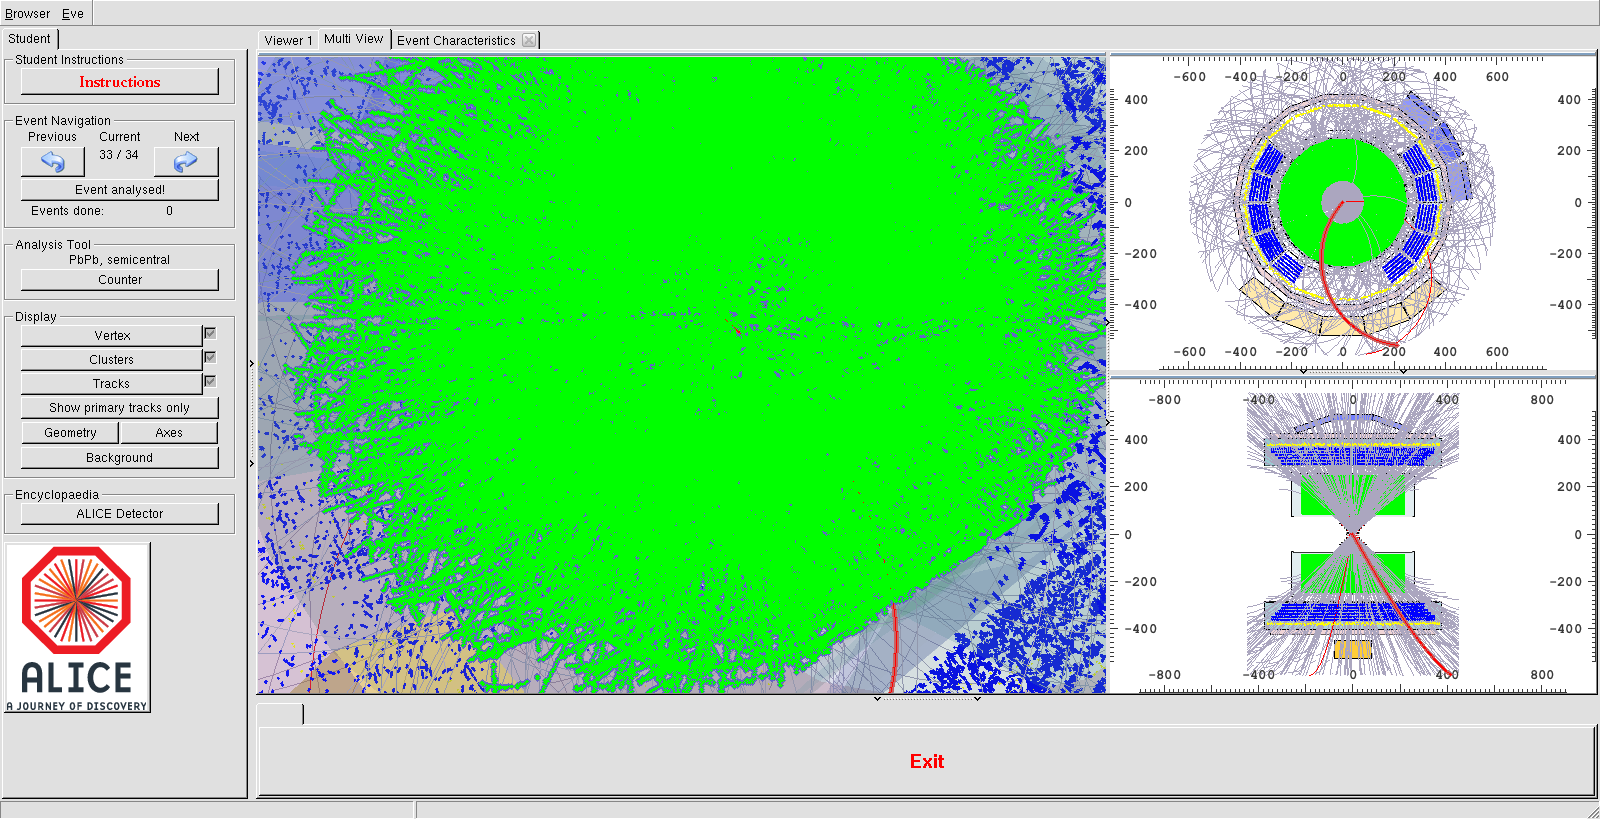 Browser Eve
Student
Student Instructions
Instructions
Event Navigation
Previous Current Next
33 / 34
Event analysed!
Events done: 0
Analysis Tool
PbPb, semicentral
Counter
Display
Vertex
Clusters
Tracks
Show primary tracks only
Geometry Axes
Background
Encyclopaedia
ALICE Detector
ALICE
A JOURNEY OF DISCOVERY
Viewer 1 Multi View Event Characteristics
-600 -400 -200 0 200 400 600
400 400
200 200
0 0
-200 -200
-400 -400
-600 -400 -200 0 200 400 600
-800 -400 0 400 800
400 400
200 200
0 0
-200 -200
-400 -400
-800 -400 0 400 800
Exit